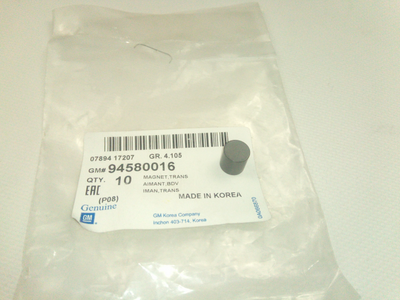 07894 17207 GR. 4.105
GM# 94580016
QTY. 10 MAGNET,TRANS
AIMANT,BDV
IMAN,TRANS
EAC
(P08) MADE IN KOREA
Genuine
GM
GM Korea Company
Incheon 403-714, Korea